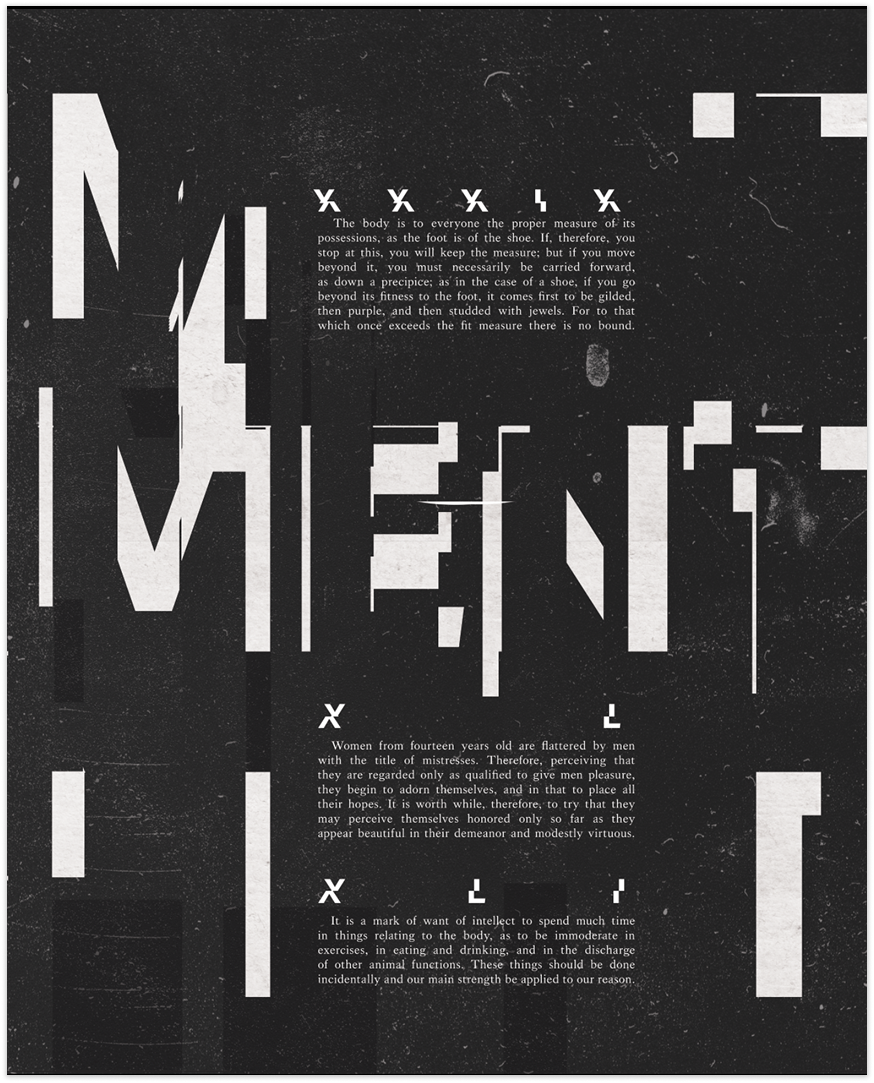 XXXIX
The body is to everyone the proper measure of its
possessions, as the foot is of the shoe. If, therefore, you
stop at this, you will keep the measure; but if you move
beyond it, you must necessarily be carried forward,
as down a precipice; as in the case of a shoe, if you go
beyond its fitness to the foot, it comes first to be gilded,
then purple, and then studded with jewels. For to that
which once exceeds the fit measure there is no bound.
MENT
XL
Women from fourteen years old are flattered by men
with the title of mistresses. Therefore, perceiving that
they are regarded only as qualified to give men pleasure,
they begin to adorn themselves, and in that to place all
their hopes. It is worth while, therefore, to try that they
may perceive themselves honored only so far as they
appear beautiful in their demeanor and modestly virtuous.
XLI
It is a mark of want of intellect to spend much time
in things relating to the body, as to be immoderate in
exercises, in eating and drinking, and in the discharge
of other animal functions. These things should be done
incidentally and our main strength be applied to our reason.